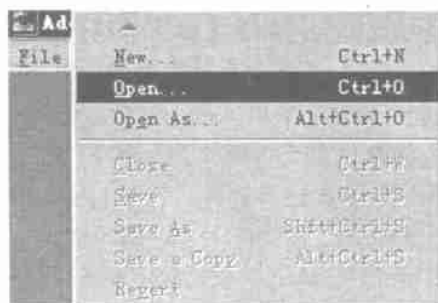 Ad
File
New... Ctrl+N
Open... Ctrl+O
Open As... Alt+Ctrl+O
Close Ctrl+W
Save Ctrl+S
Save As... Shft+Ctrl+S
Save a Copy... Alt+Ctrl+S
Revert